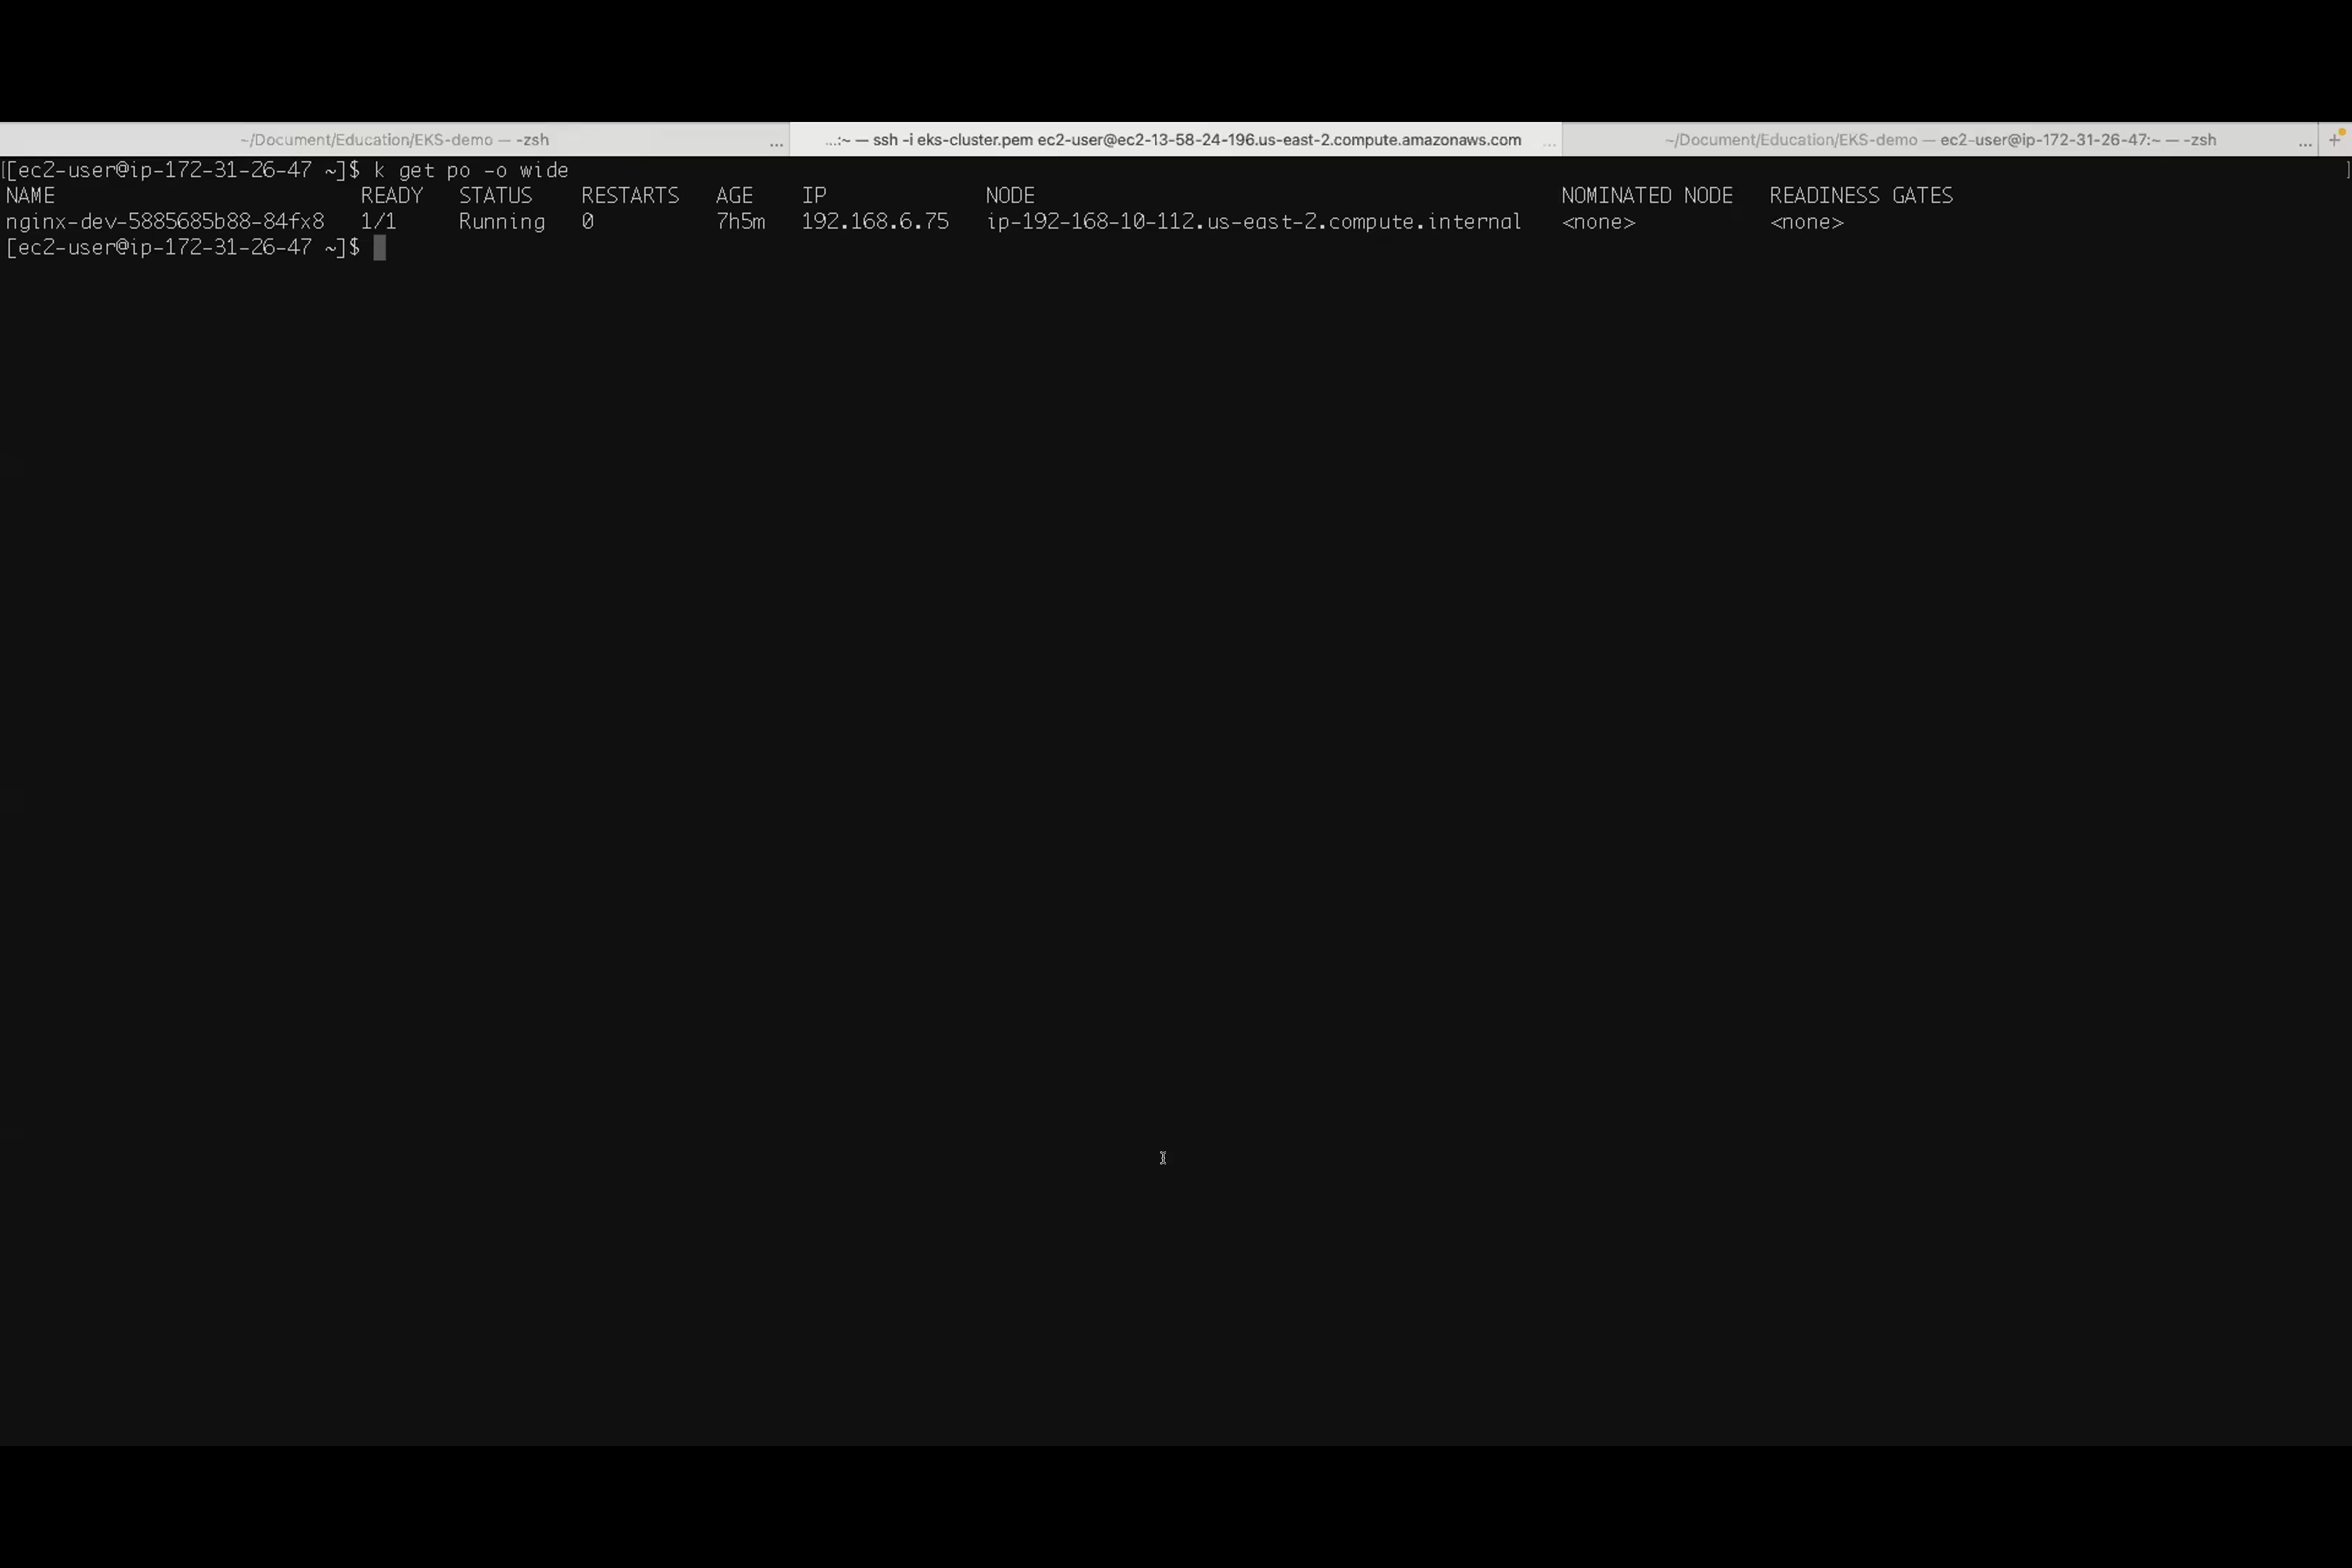 ~/Document/Education/EKS-demo — -zsh ...
...:~ — ssh -i eks-cluster.pem ec2-user@ec2-13-58-24-196.us-east-2.compute.amazonaws.com ...
~/Document/Education/EKS-demo — ec2-user@ip-172-31-26-47:~ — -zsh ... +
[[ec2-user@ip-172-31-26-47 ~]$ k get po -o wide ]
NAME READY STATUS RESTARTS AGE IP NODE NOMINATED NODE READINESS GATES
nginx-dev-5885685b88-84fx8 1/1 Running 0 7h5m 192.168.6.75 ip-192-168-10-112.us-east-2.compute.internal <none> <none>
[ec2-user@ip-172-31-26-47 ~]$